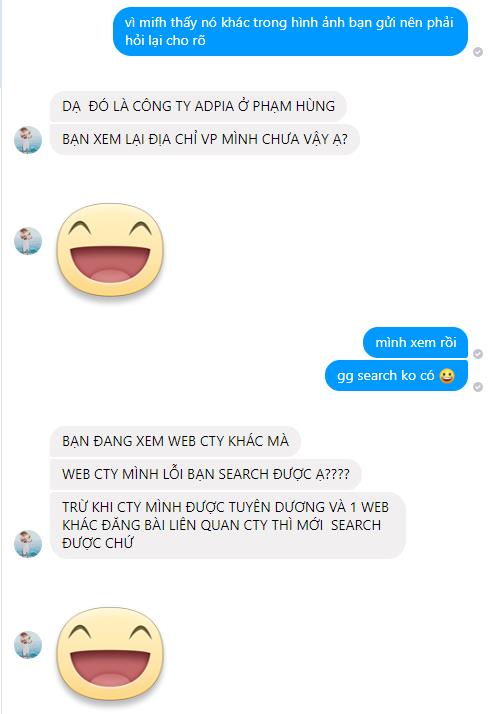 vì mifh thấy nó khác trong hình ảnh bạn gửi nên phải
hỏi lại cho rõ
DẠ ĐÓ LÀ CÔNG TY ADPIA Ở PHẠM HÙNG
BẠN XEM LẠI ĐỊA CHỈ VP MÌNH CHƯA VẬY Ạ?
mình xem rồi
gg search ko có 😀
BẠN ĐANG XEM WEB CTY KHÁC MÀ
WEB CTY MÌNH LỖI BẠN SEARCH ĐƯỢC Ạ????
TRỪ KHI CTY MÌNH ĐƯỢC TUYÊN DƯƠNG VÀ 1 WEB
KHÁC ĐĂNG BÀI LIÊN QUAN CTY THÌ MỚI SEARCH
ĐƯỢC CHỨ